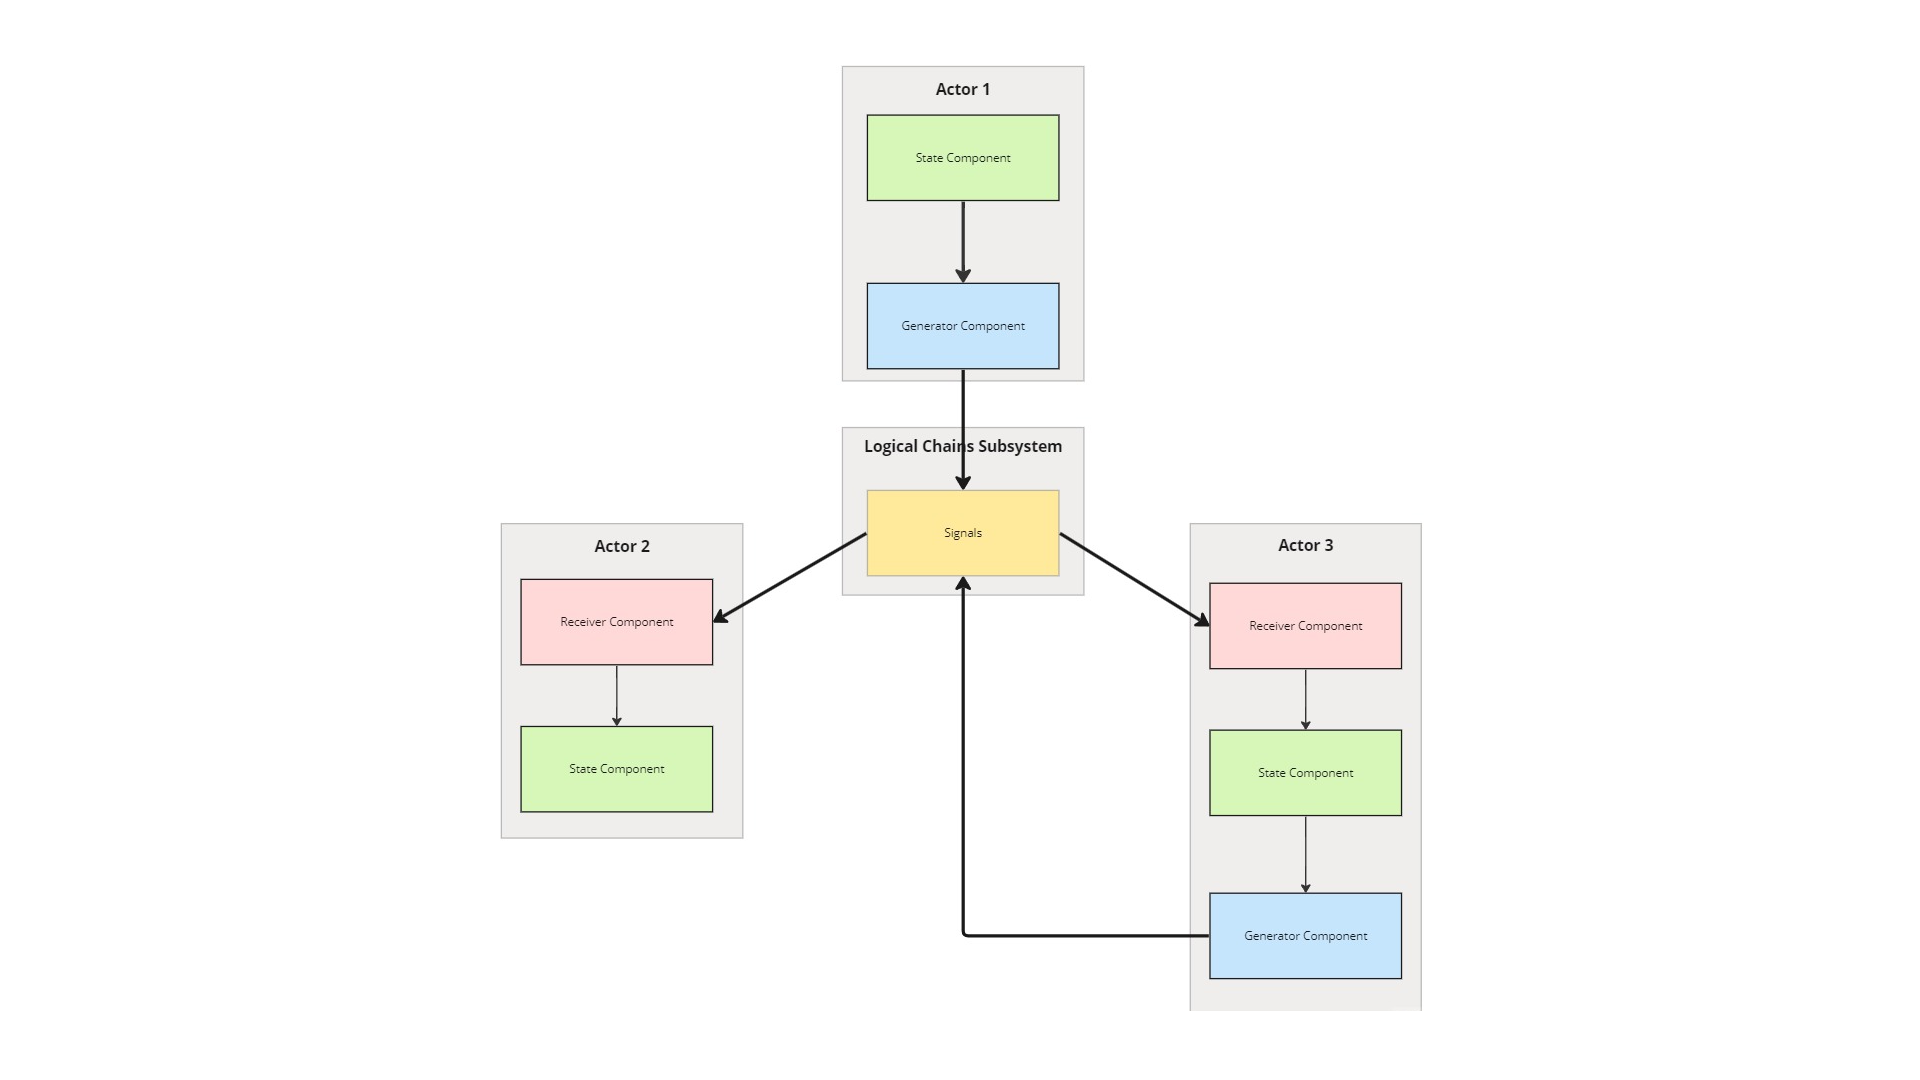 Actor 1
State Component
Generator Component
Logical Chains Subsystem
Signals
Actor 2
Receiver Component
State Component
Actor 3
Receiver Component
State Component
Generator Component